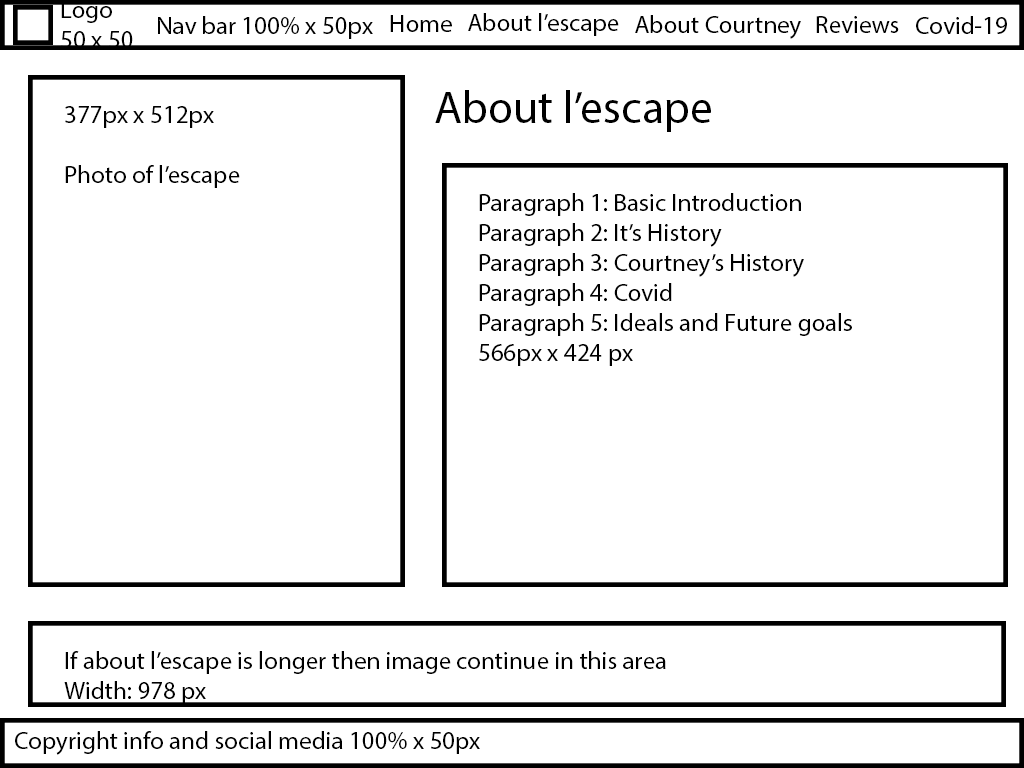 Logo
50 x 50
Nav bar 100% x 50px
Home
About l’escape
About Courtney
Reviews
Covid-19
377px x 512px
Photo of l’escape
About l’escape
Paragraph 1: Basic Introduction
Paragraph 2: It’s History
Paragraph 3: Courtney’s History
Paragraph 4: Covid
Paragraph 5: Ideals and Future goals
566px x 424 px
If about l’escape is longer then image continue in this area
Width: 978 px
Copyright info and social media 100% x 50px